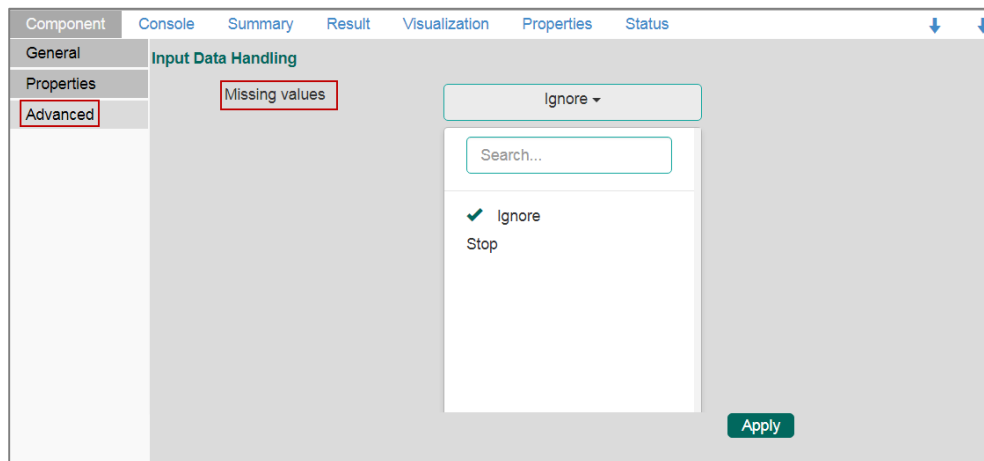 Component Console Summary Result Visualization Properties Status
General
Input Data Handling
Properties
Missing values
Ignore
Advanced
Search...
Ignore
Stop
Apply